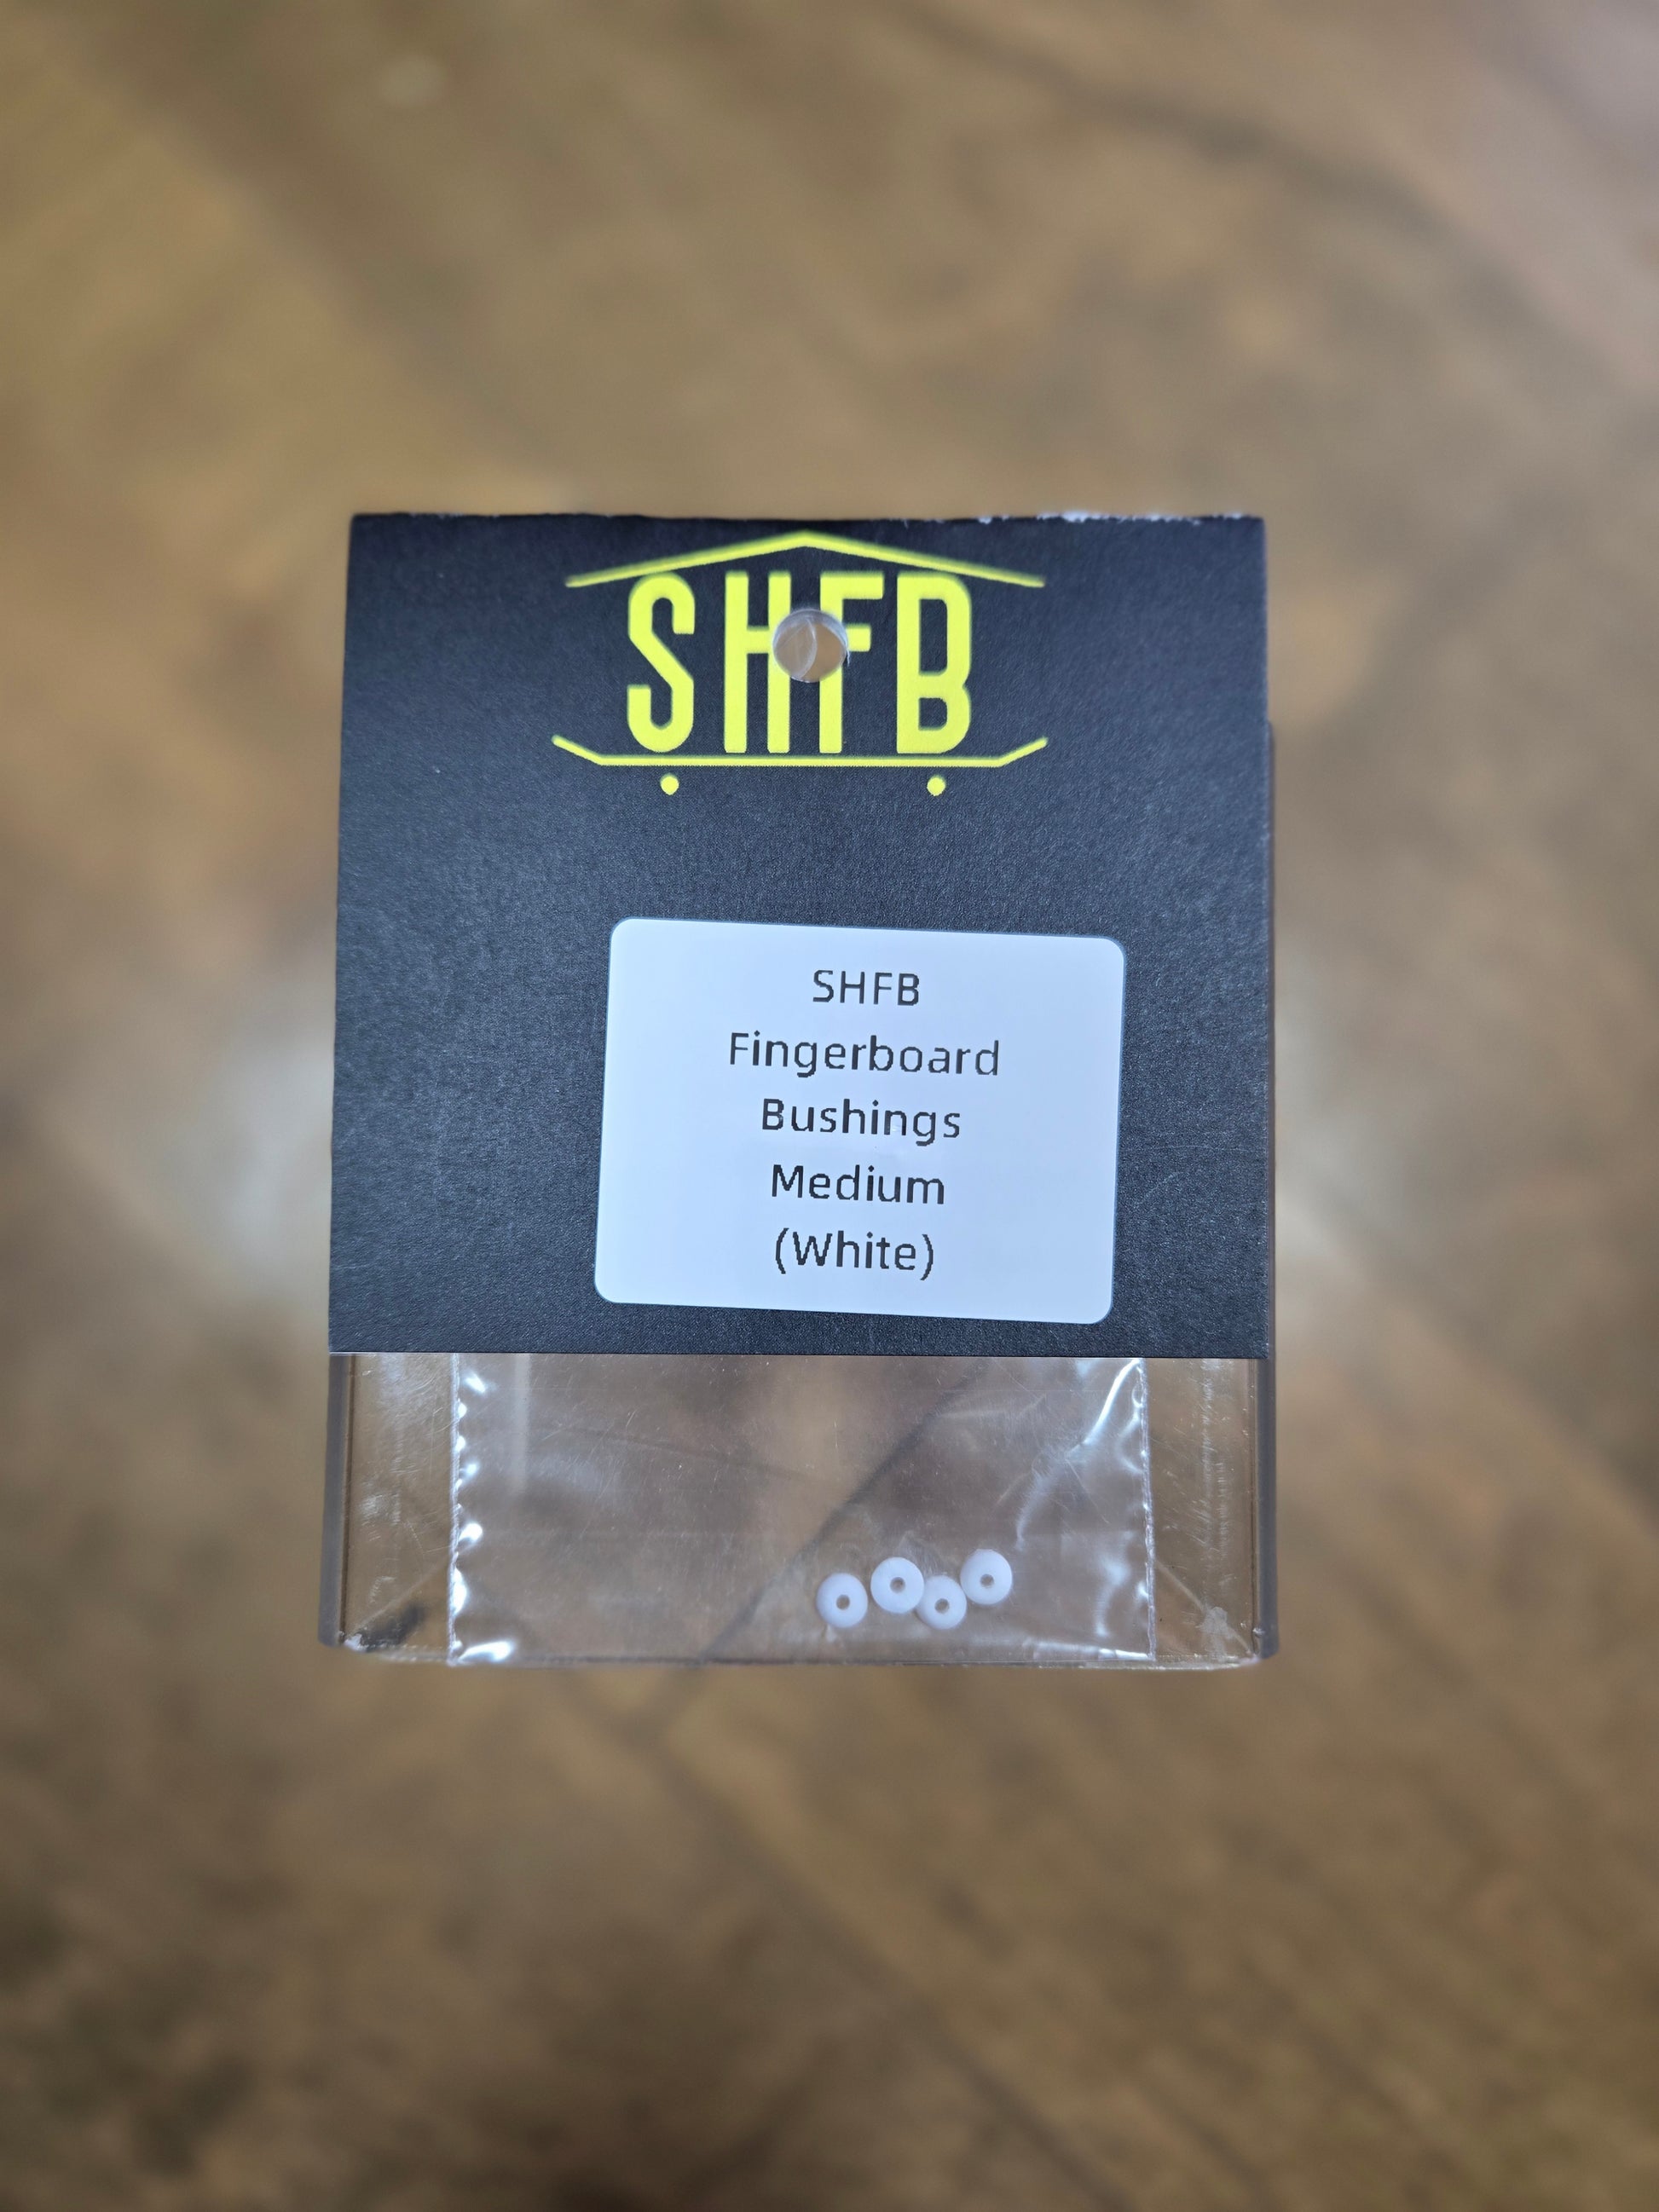 SHFB
SHFB
Fingerboard
Bushings
Medium
(White)